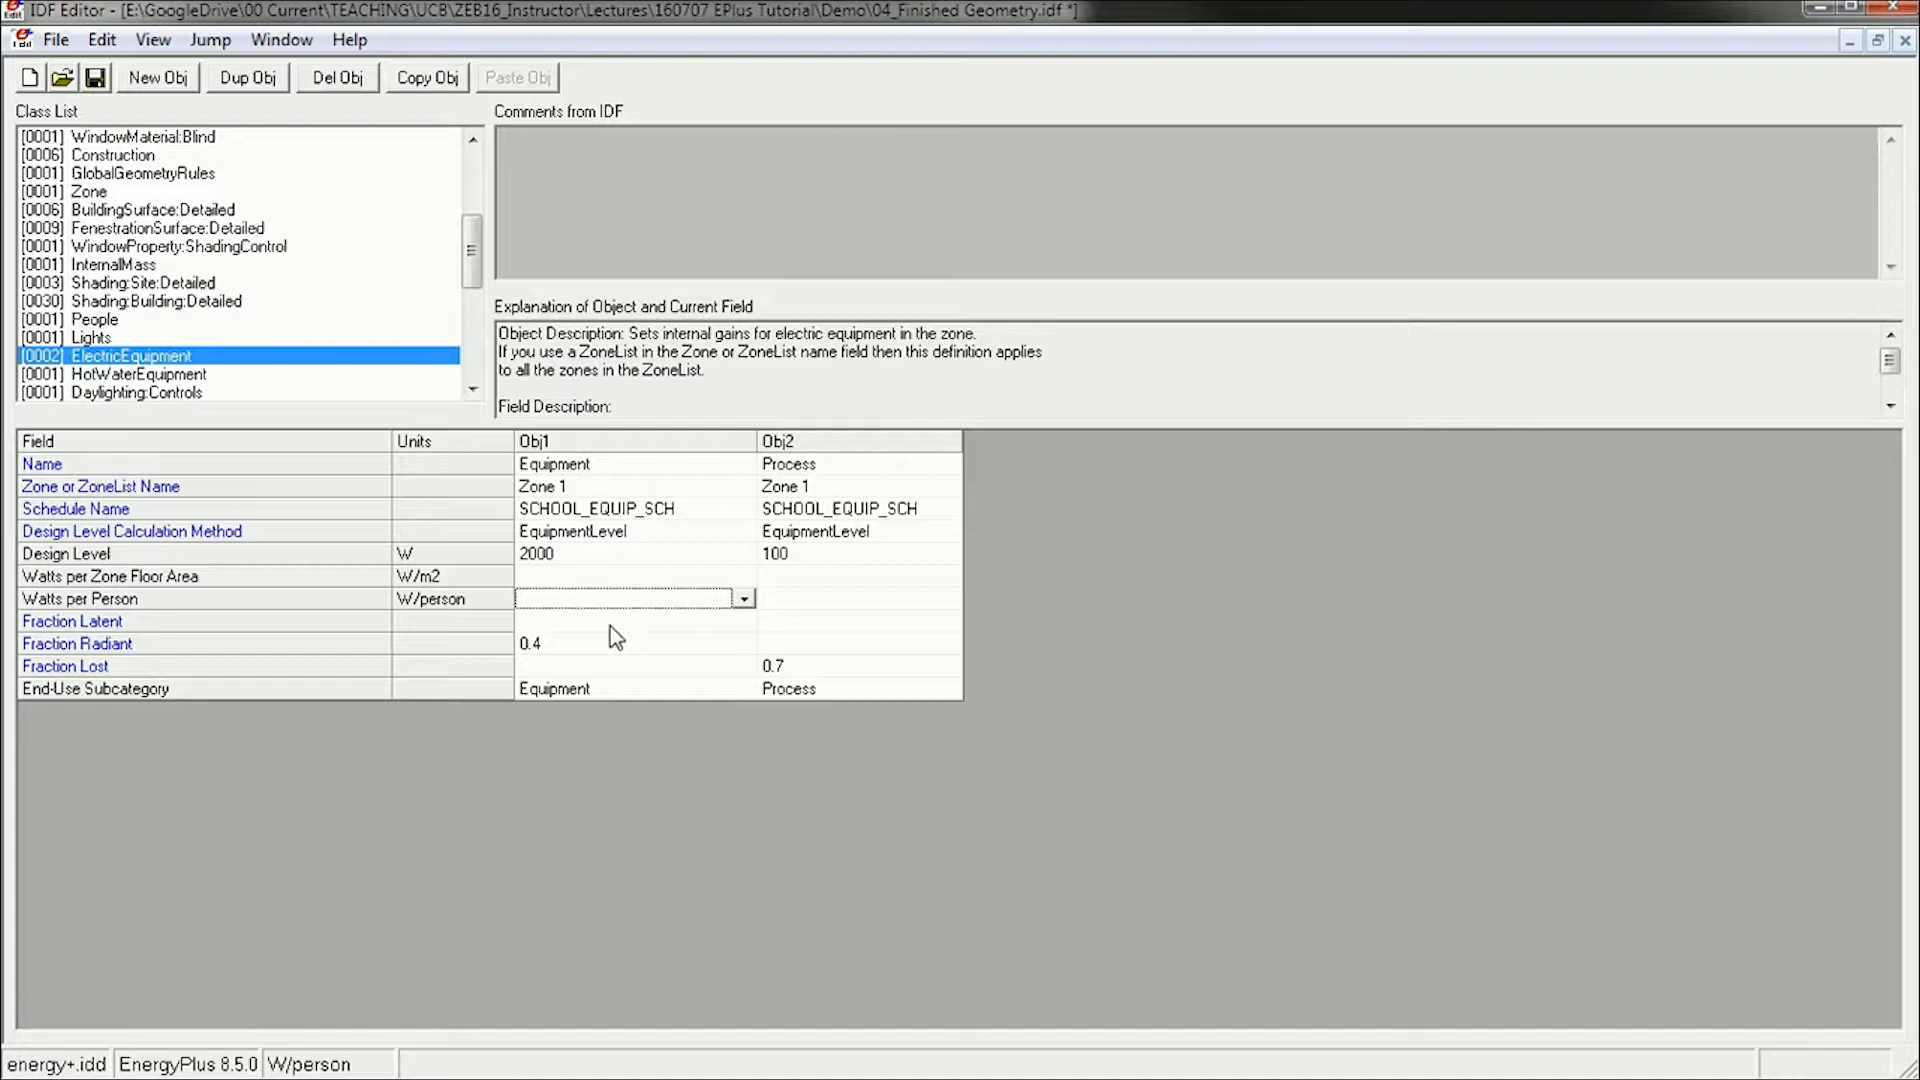 IDF Editor - [E:\GoogleDrive\00 Current\TEACHING\UCB\ZEB16_Instructor\Lectures\160707 EPlus Tutorial\Demo\04_Finished Geometry.idf *]
File Edit View Jump Window Help
New Obj Dup Obj Del Obj Copy Obj Paste Obj
Class List
[0001] WindowMaterial:Blind
[0006] Construction
[0001] GlobalGeometryRules
[0001] Zone
[0006] BuildingSurface:Detailed
[0009] FenestrationSurface:Detailed
[0001] WindowProperty:ShadingControl
[0001] InternalMass
[0003] Shading:Site:Detailed
[0030] Shading:Building:Detailed
[0001] People
[0001] Lights
[0002] ElectricEquipment
[0001] HotWaterEquipment
[0001] Daylighting:Controls
Comments from IDF
Explanation of Object and Current Field
Object Description: Sets internal gains for electric equipment in the zone.
If you use a ZoneList in the Zone or ZoneList name field then this definition applies
to all the zones in the ZoneList.
Field Description:
Field Units Obj1 Obj2
Name Equipment Process
Zone or ZoneList Name Zone 1 Zone 1
Schedule Name SCHOOL_EQUIP_SCH SCHOOL_EQUIP_SCH
Design Level Calculation Method EquipmentLevel EquipmentLevel
Design Level W 2000 100
Watts per Zone Floor Area W/m2
Watts per Person W/person
Fraction Latent
Fraction Radiant 0.4
Fraction Lost 0.7
End-Use Subcategory Equipment Process
energy+.idd EnergyPlus 8.5.0 W/person